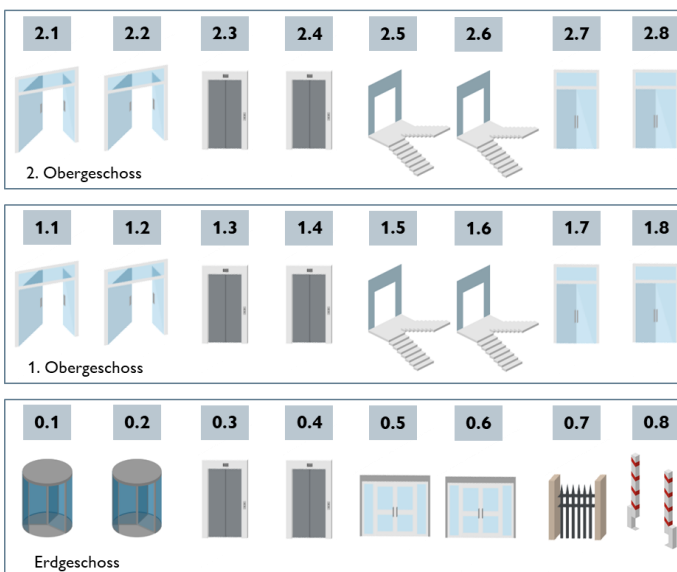 2.1 2.2 2.3 2.4 2.5 2.6 2.7 2.8
2. Obergeschoss
1.1 1.2 1.3 1.4 1.5 1.6 1.7 1.8
1. Obergeschoss
0.1 0.2 0.3 0.4 0.5 0.6 0.7 0.8
Erdgeschoss